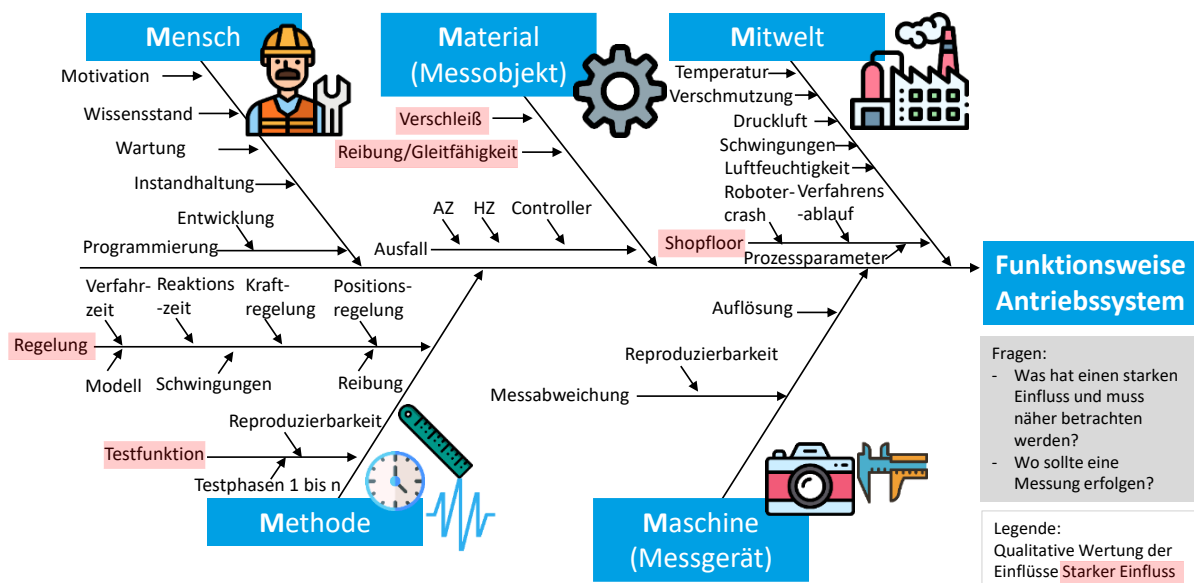 Mensch
Motivation
Wissensstand
Wartung
Instandhaltung
Entwicklung
Programmierung
Material
(Messobjekt)
Verschleiß
Reibung/Gleitfähigkeit
AZ
HZ
Controller
Ausfall
Mitwelt
Temperatur
Verschmutzung
Druckluft
Schwingungen
Luftfeuchtigkeit
Roboter-
crash
Verfahrens
-ablauf
Shopfloor
Prozessparameter
Funktionsweise
Antriebssystem
Verfahr-
zeit
Reaktions
-zeit
Kraft-
regelung
Positions-
regelung
Regelung
Modell
Schwingungen
Reibung
Reproduzierbarkeit
Testfunktion
Testphasen 1 bis n
Methode
Auflösung
Reproduzierbarkeit
Messabweichung
Maschine
(Messgerät)
Fragen:
- Was hat einen starken
Einfluss und muss
näher betrachten
werden?
- Wo sollte eine
Messung erfolgen?
Legende:
Qualitative Wertung der
Einflüsse Starker Einfluss